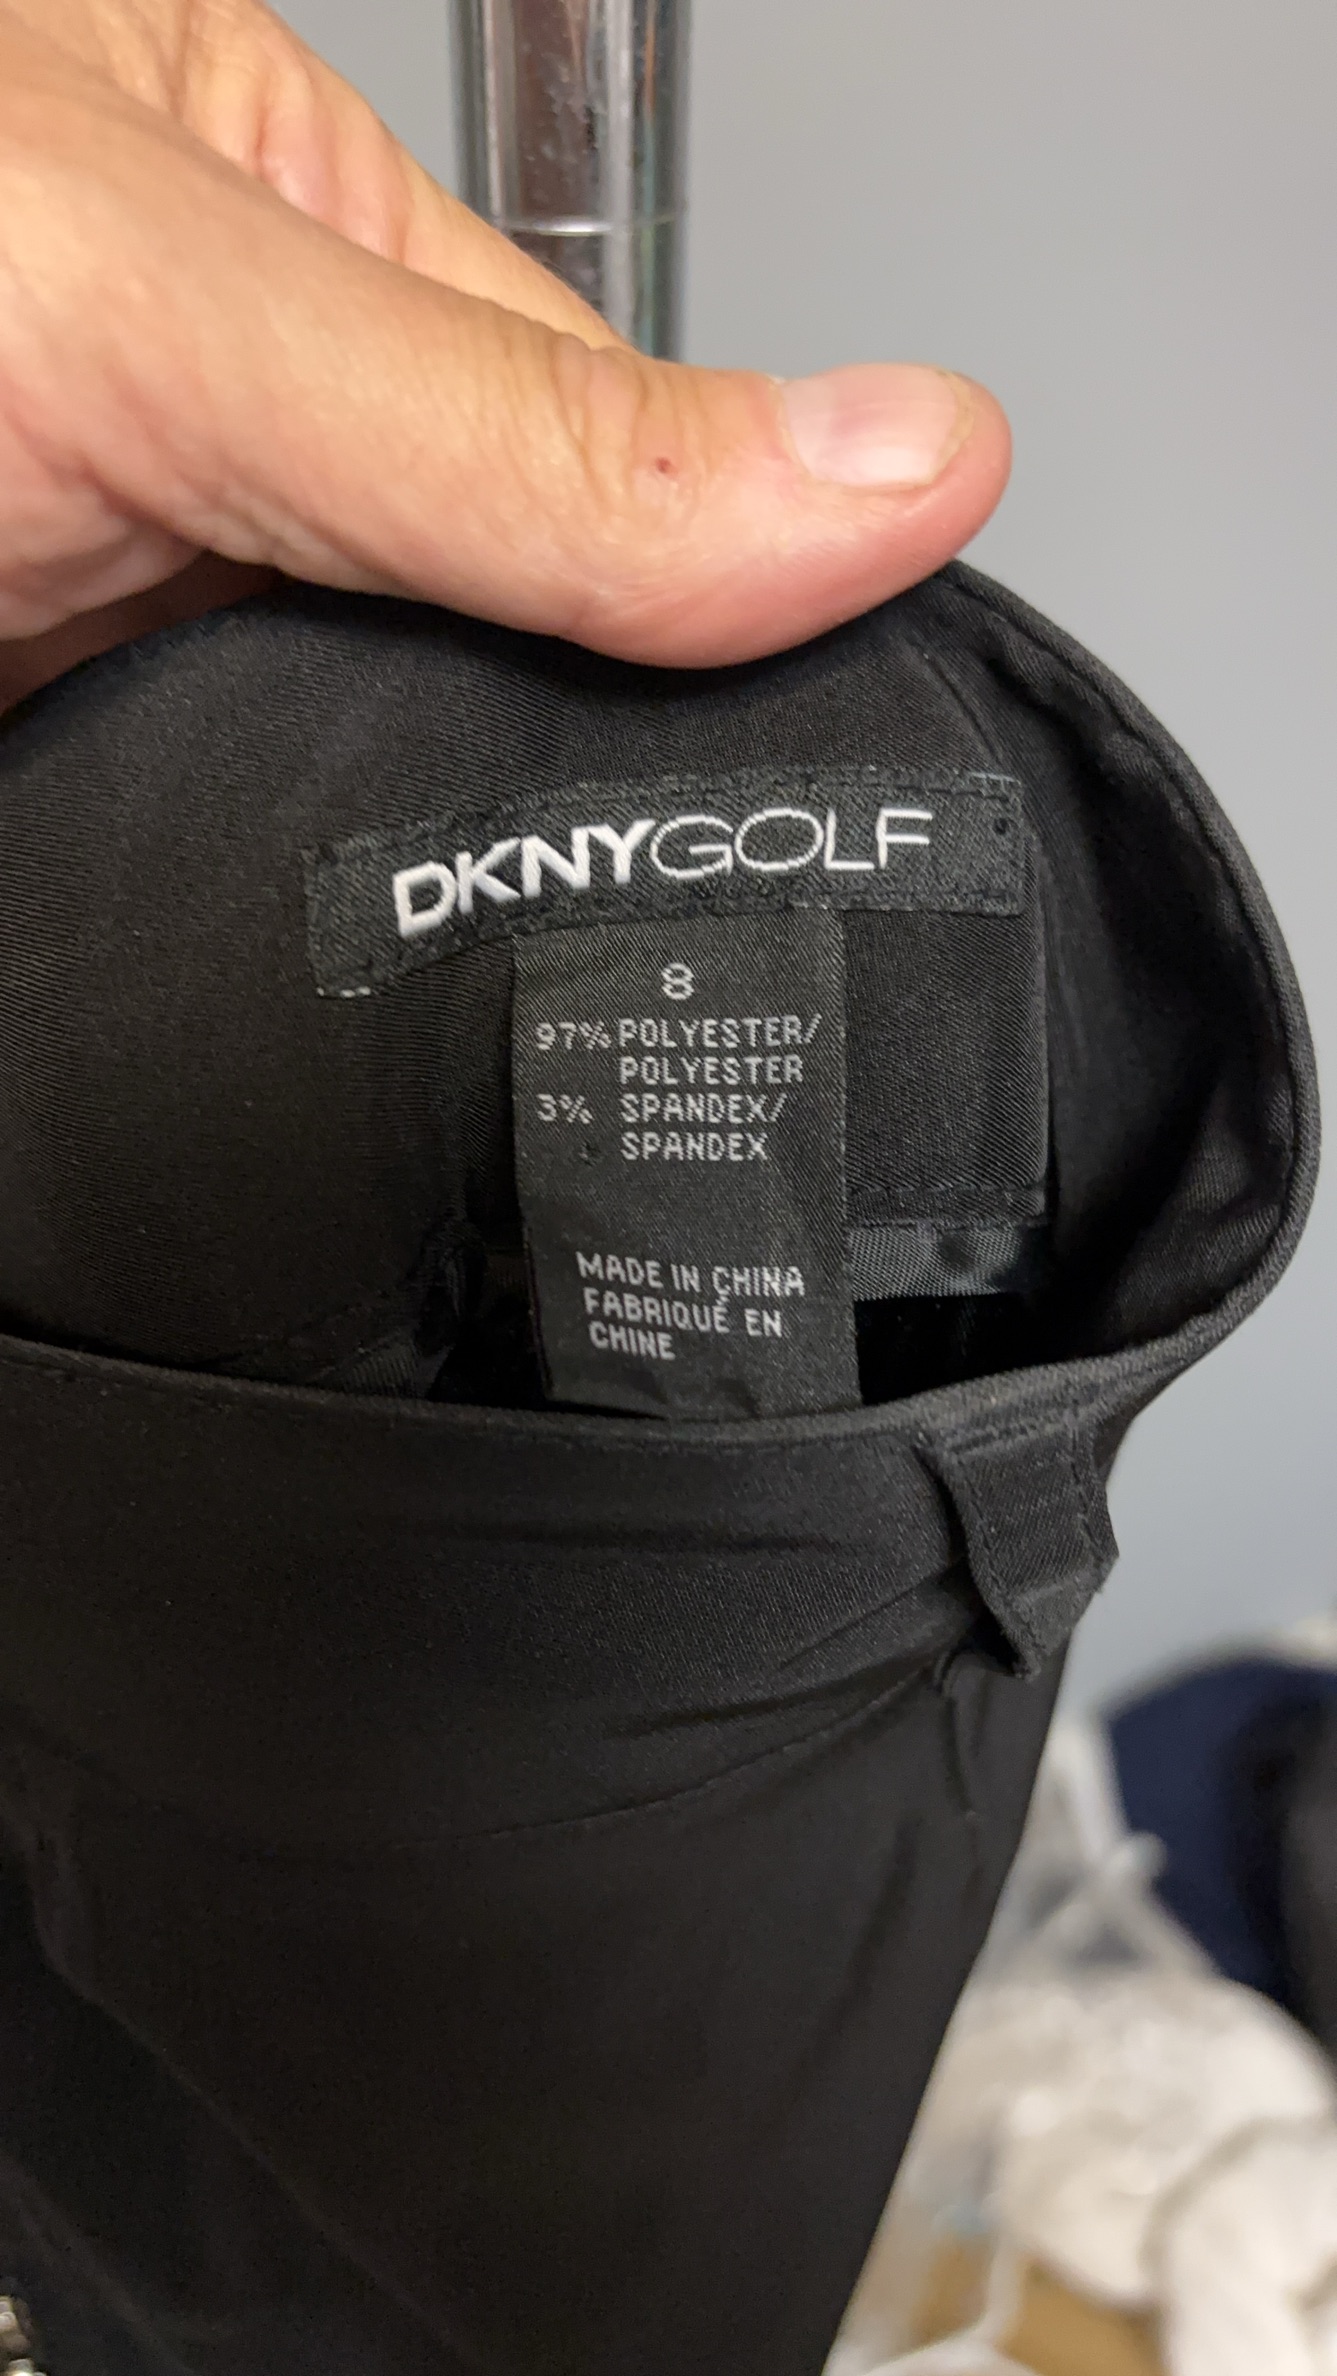 DKNYGOLF
8
97% POLYESTER/
POLYESTER
3% SPANDEX/
SPANDEX
MADE IN CHINA
FABRIQUÉ EN
CHINE